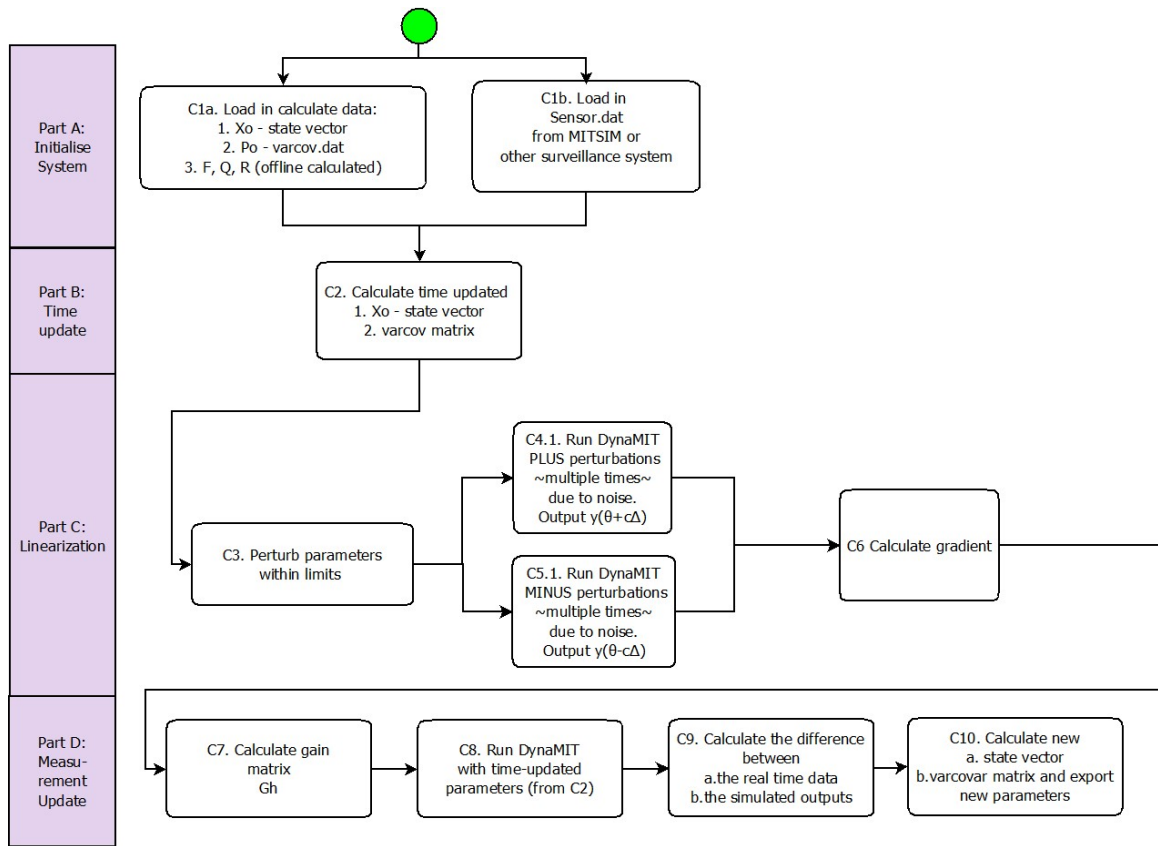 Part A:
Initialise
System
C1a. Load in calculate data:
1. Xo - state vector
2. Po - varcov.dat
3. F, Q, R (offline calculated)
C1b. Load in
Sensor.dat
from MITSIM or
other surveillance system
Part B:
Time
update
C2. Calculate time updated
1. Xo - state vector
2. varcov matrix
Part C:
Linearization
C3. Perturb parameters
within limits
C4.1. Run DynaMIT
PLUS perturbations
~multiple times~
due to noise.
Output y(θ+cΔ)
C5.1. Run DynaMIT
MINUS perturbations
~multiple times~
due to noise.
Output y(θ-cΔ)
C6 Calculate gradient
Part D:
Measu-
rement
Update
C7. Calculate gain
matrix
Gh
C8. Run DynaMIT
with time-updated
parameters (from C2)
C9. Calculate the difference
between
a.the real time data
b.the simulated outputs
C10. Calculate new
a. state vector
b.varcovar matrix and export
new parameters